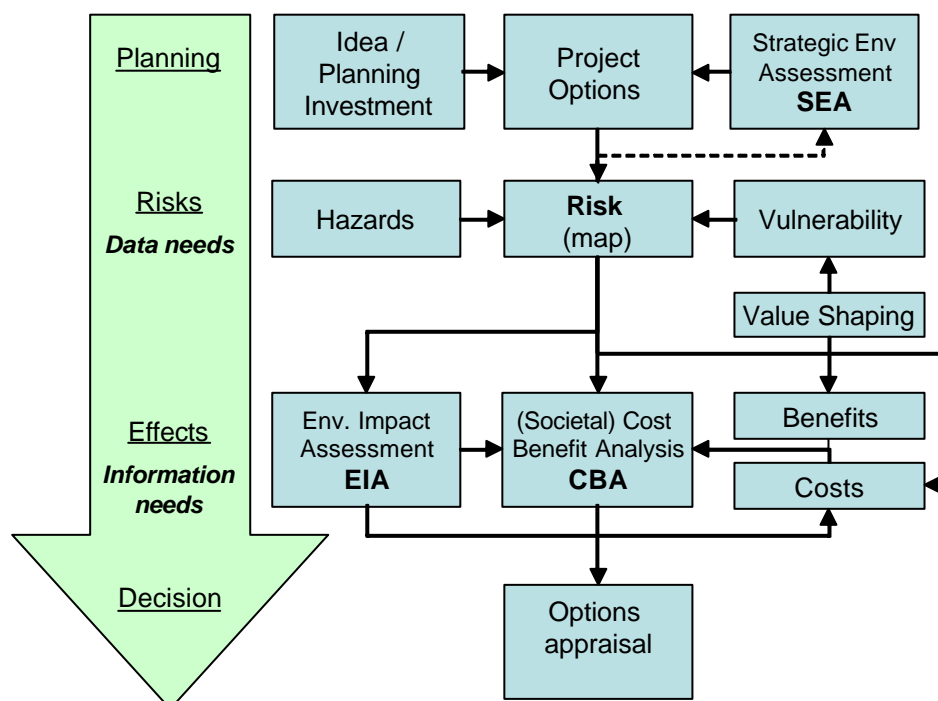 Planning
Idea /
Planning
Investment
Project
Options
Strategic Env
Assessment
SEA
Risks
Data needs
Hazards
Risk
(map)
Vulnerability
Value Shaping
Effects
Information
needs
Env. Impact
Assessment
EIA
(Societal) Cost
Benefit Analysis
CBA
Benefits
Costs
Decision
Options
appraisal